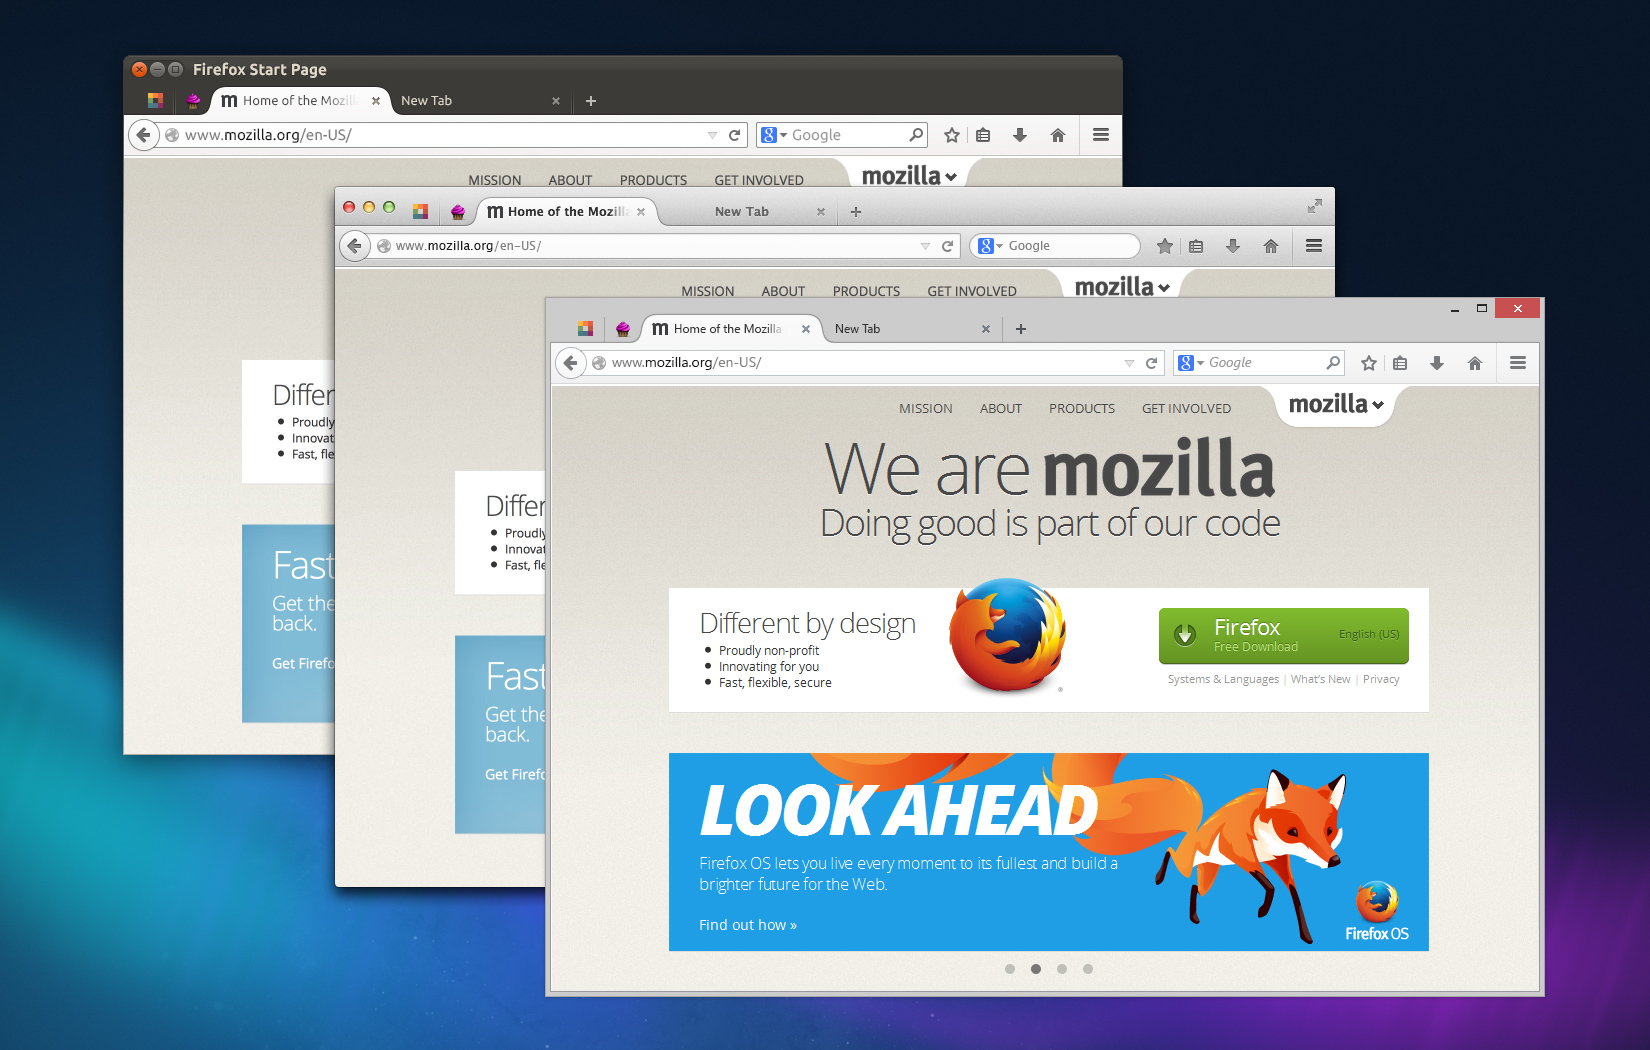 Firefox Start Page
Home of the Mozill
New Tab
www.mozilla.org/en-US/
8 Google
MISSION ABOUT PRODUCTS GET INVOLVED mozilla
Differ
Proudly
Innovat
Fast, fle
Fast
Get the
back.
Get Firefo
m Home of the Mozill
New Tab
www.mozilla.org/en-US/
8 Google
MISSION ABOUT PRODUCTS GET INVOLVED mozilla
Differ
Proudly
Innovat
Fast, fle
Fast
Get the
back.
Get Firefo
m Home of the Mozilla
New Tab
www.mozilla.org/en-US/
8 Google
MISSION ABOUT PRODUCTS GET INVOLVED mozilla
We are mozilla
Doing good is part of our code
Different by design
Proudly non-profit
Innovating for you
Fast, flexible, secure
Firefox
Free Download
English (US)
Systems & Languages | What's New | Privacy
LOOK AHEAD
Firefox OS lets you live every moment to its fullest and build a
brighter future for the Web.
Find out how »
Firefox OS